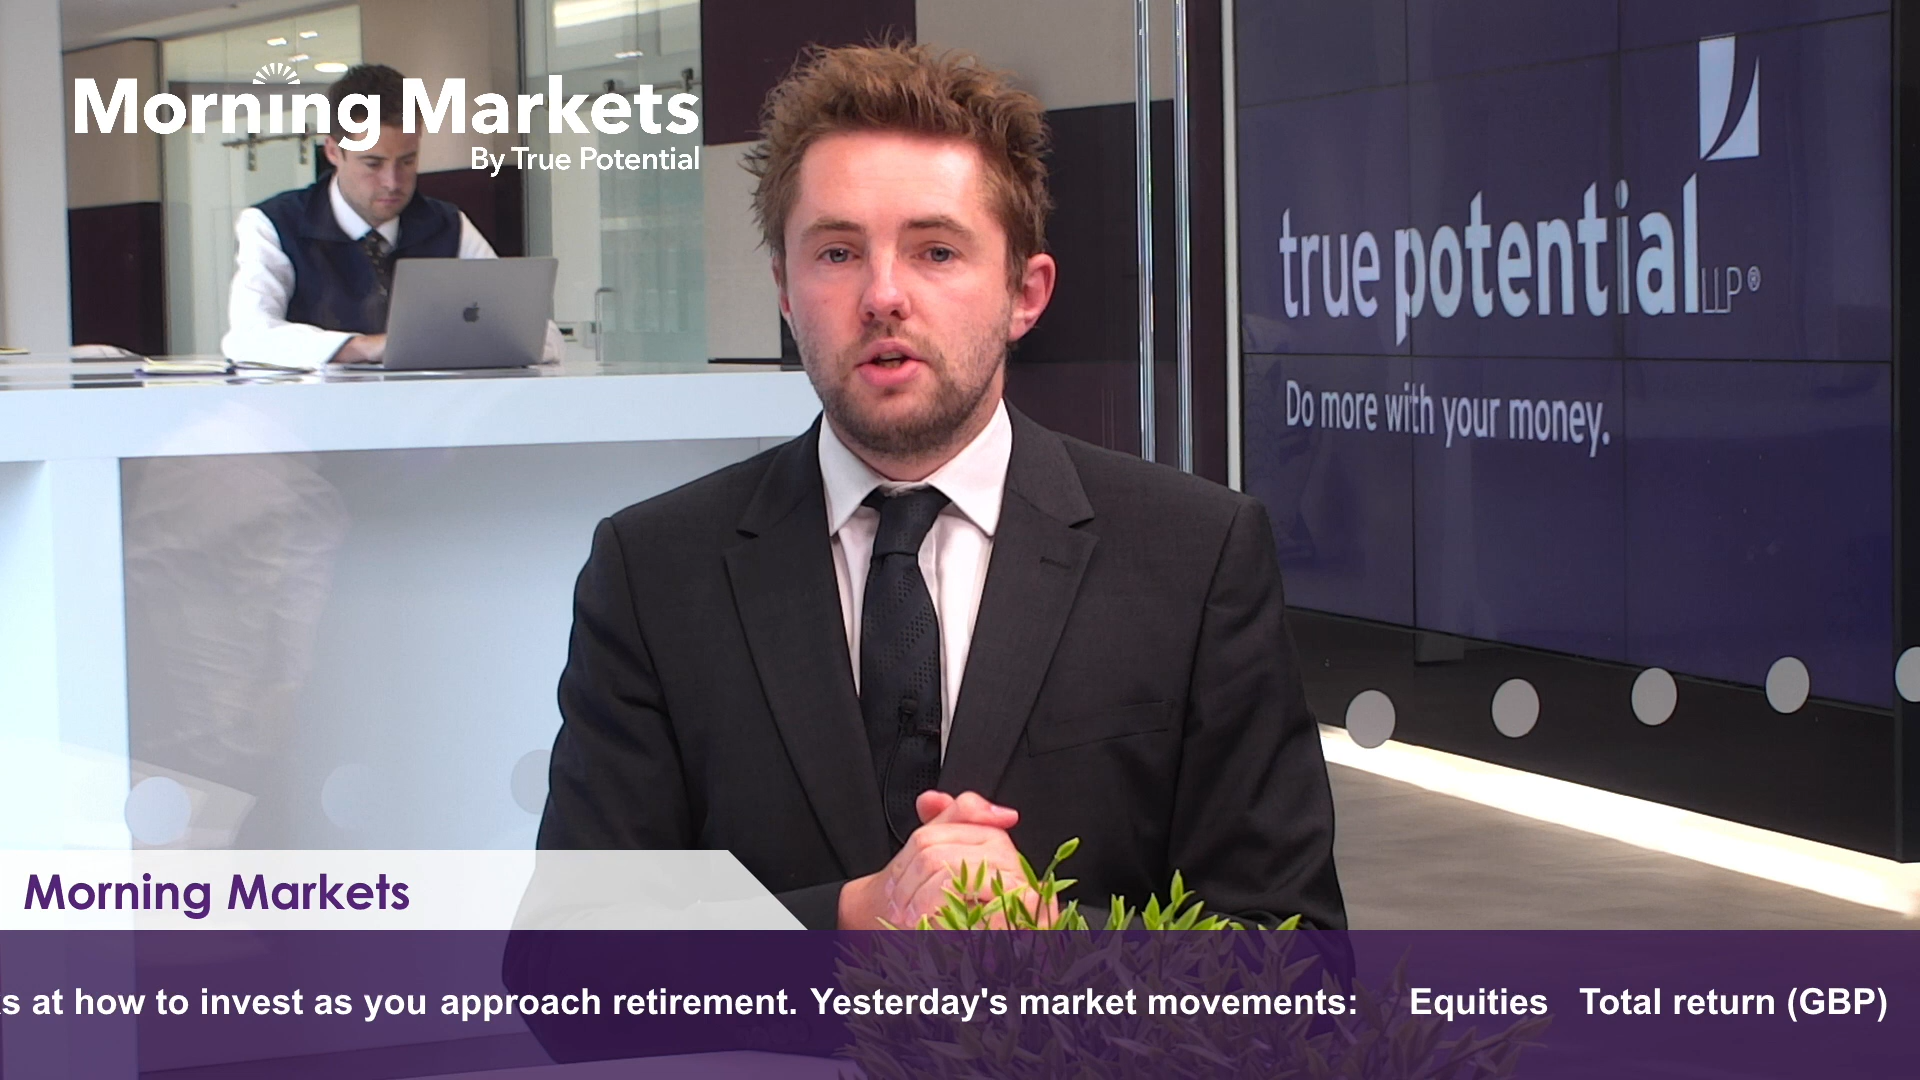 Morning Markets
By True Potential
true potential LLP®
Do more with your money.
Morning Markets
s at how to invest as you approach retirement. Yesterday's market movements: Equities Total return (GBP)